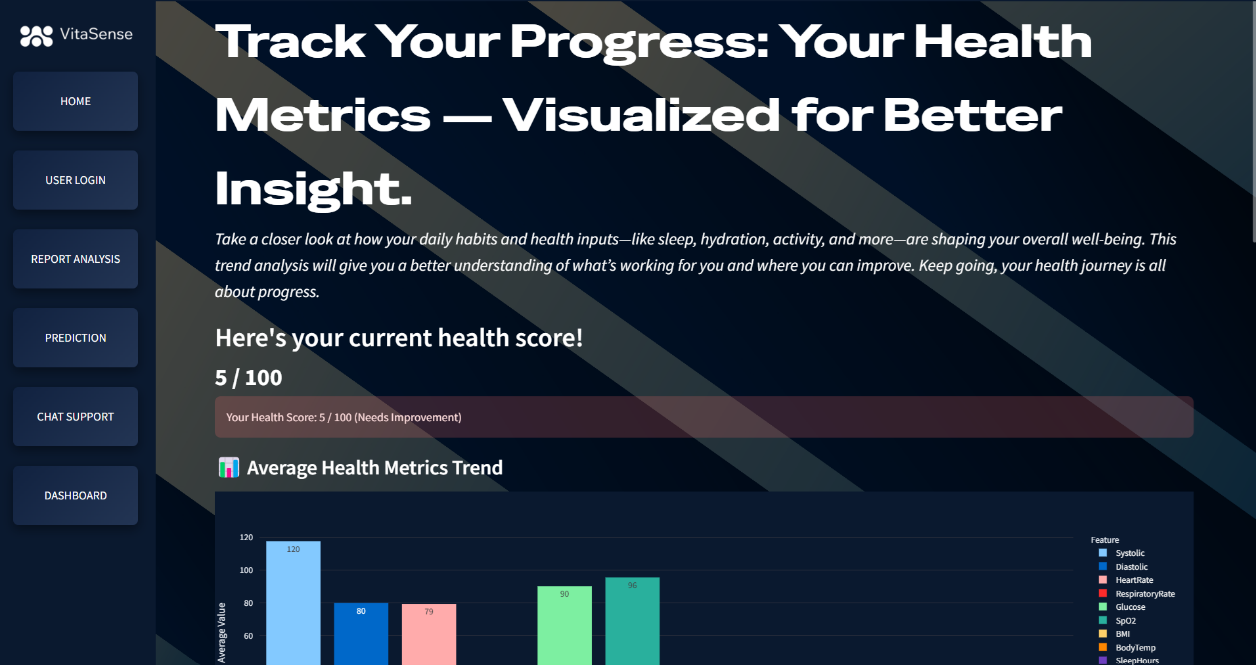 VitaSense
HOME
USER LOGIN
REPORT ANALYSIS
PREDICTION
CHAT SUPPORT
DASHBOARD
Track Your Progress: Your Health
Metrics — Visualized for Better
Insight.
Take a closer look at how your daily habits and health inputs—like sleep, hydration, activity, and more—are shaping your overall well-being. This
trend analysis will give you a better understanding of what’s working for you and where you can improve. Keep going, your health journey is all
about progress.
Here's your current health score!
5 / 100
Your Health Score: 5 / 100 (Needs Improvement)
Average Health Metrics Trend
120
100
80
60
Average Value
120
80
79
90
96
Feature
Systolic
Diastolic
HeartRate
RespiratoryRate
Glucose
SpO2
BMI
BodyTemp
SleepHours